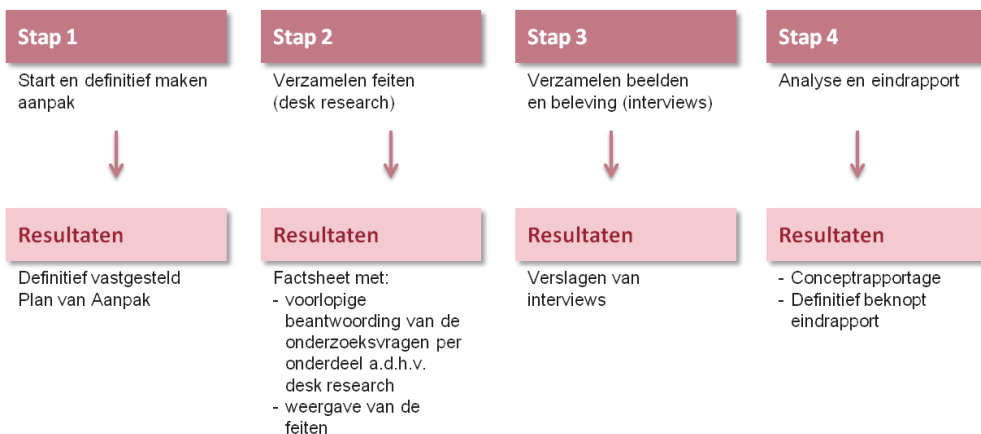 Stap 1
Start en definitief maken
aanpak
Resultaten
Definitief vastgesteld
Plan van Aanpak
Stap 2
Verzamelen feiten
(desk research)
Resultaten
Factsheet met:
- voorlopige
beantwoording van de
onderzoeksvragen per
onderdeel a.d.h.v.
desk research
- weergave van de
feiten
Stap 3
Verzamelen beelden
en beleving (interviews)
Resultaten
Verslagen van
interviews
Stap 4
Analyse en eindrapport
Resultaten
- Conceptrapportage
- Definitief beknopt
eindrapport